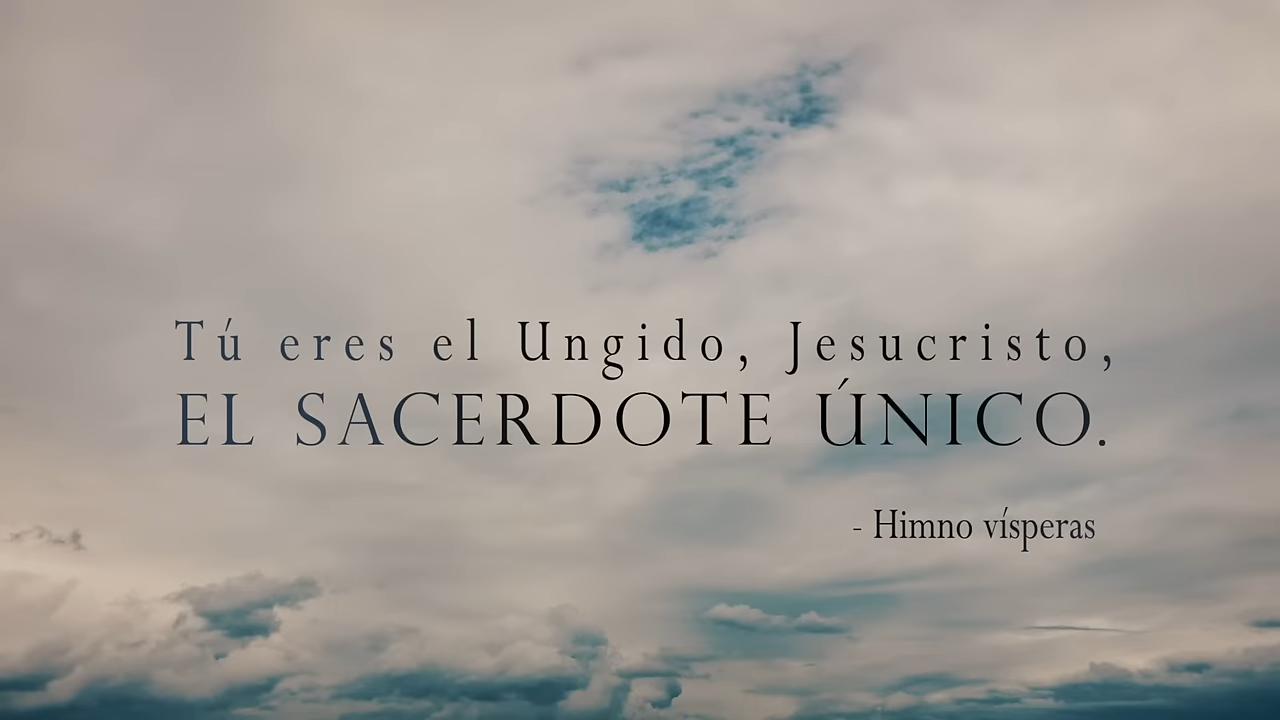 Tú eres el Ungido, Jesucristo,
EL SACERDOTE ÚNICO.
- Himno vísperas